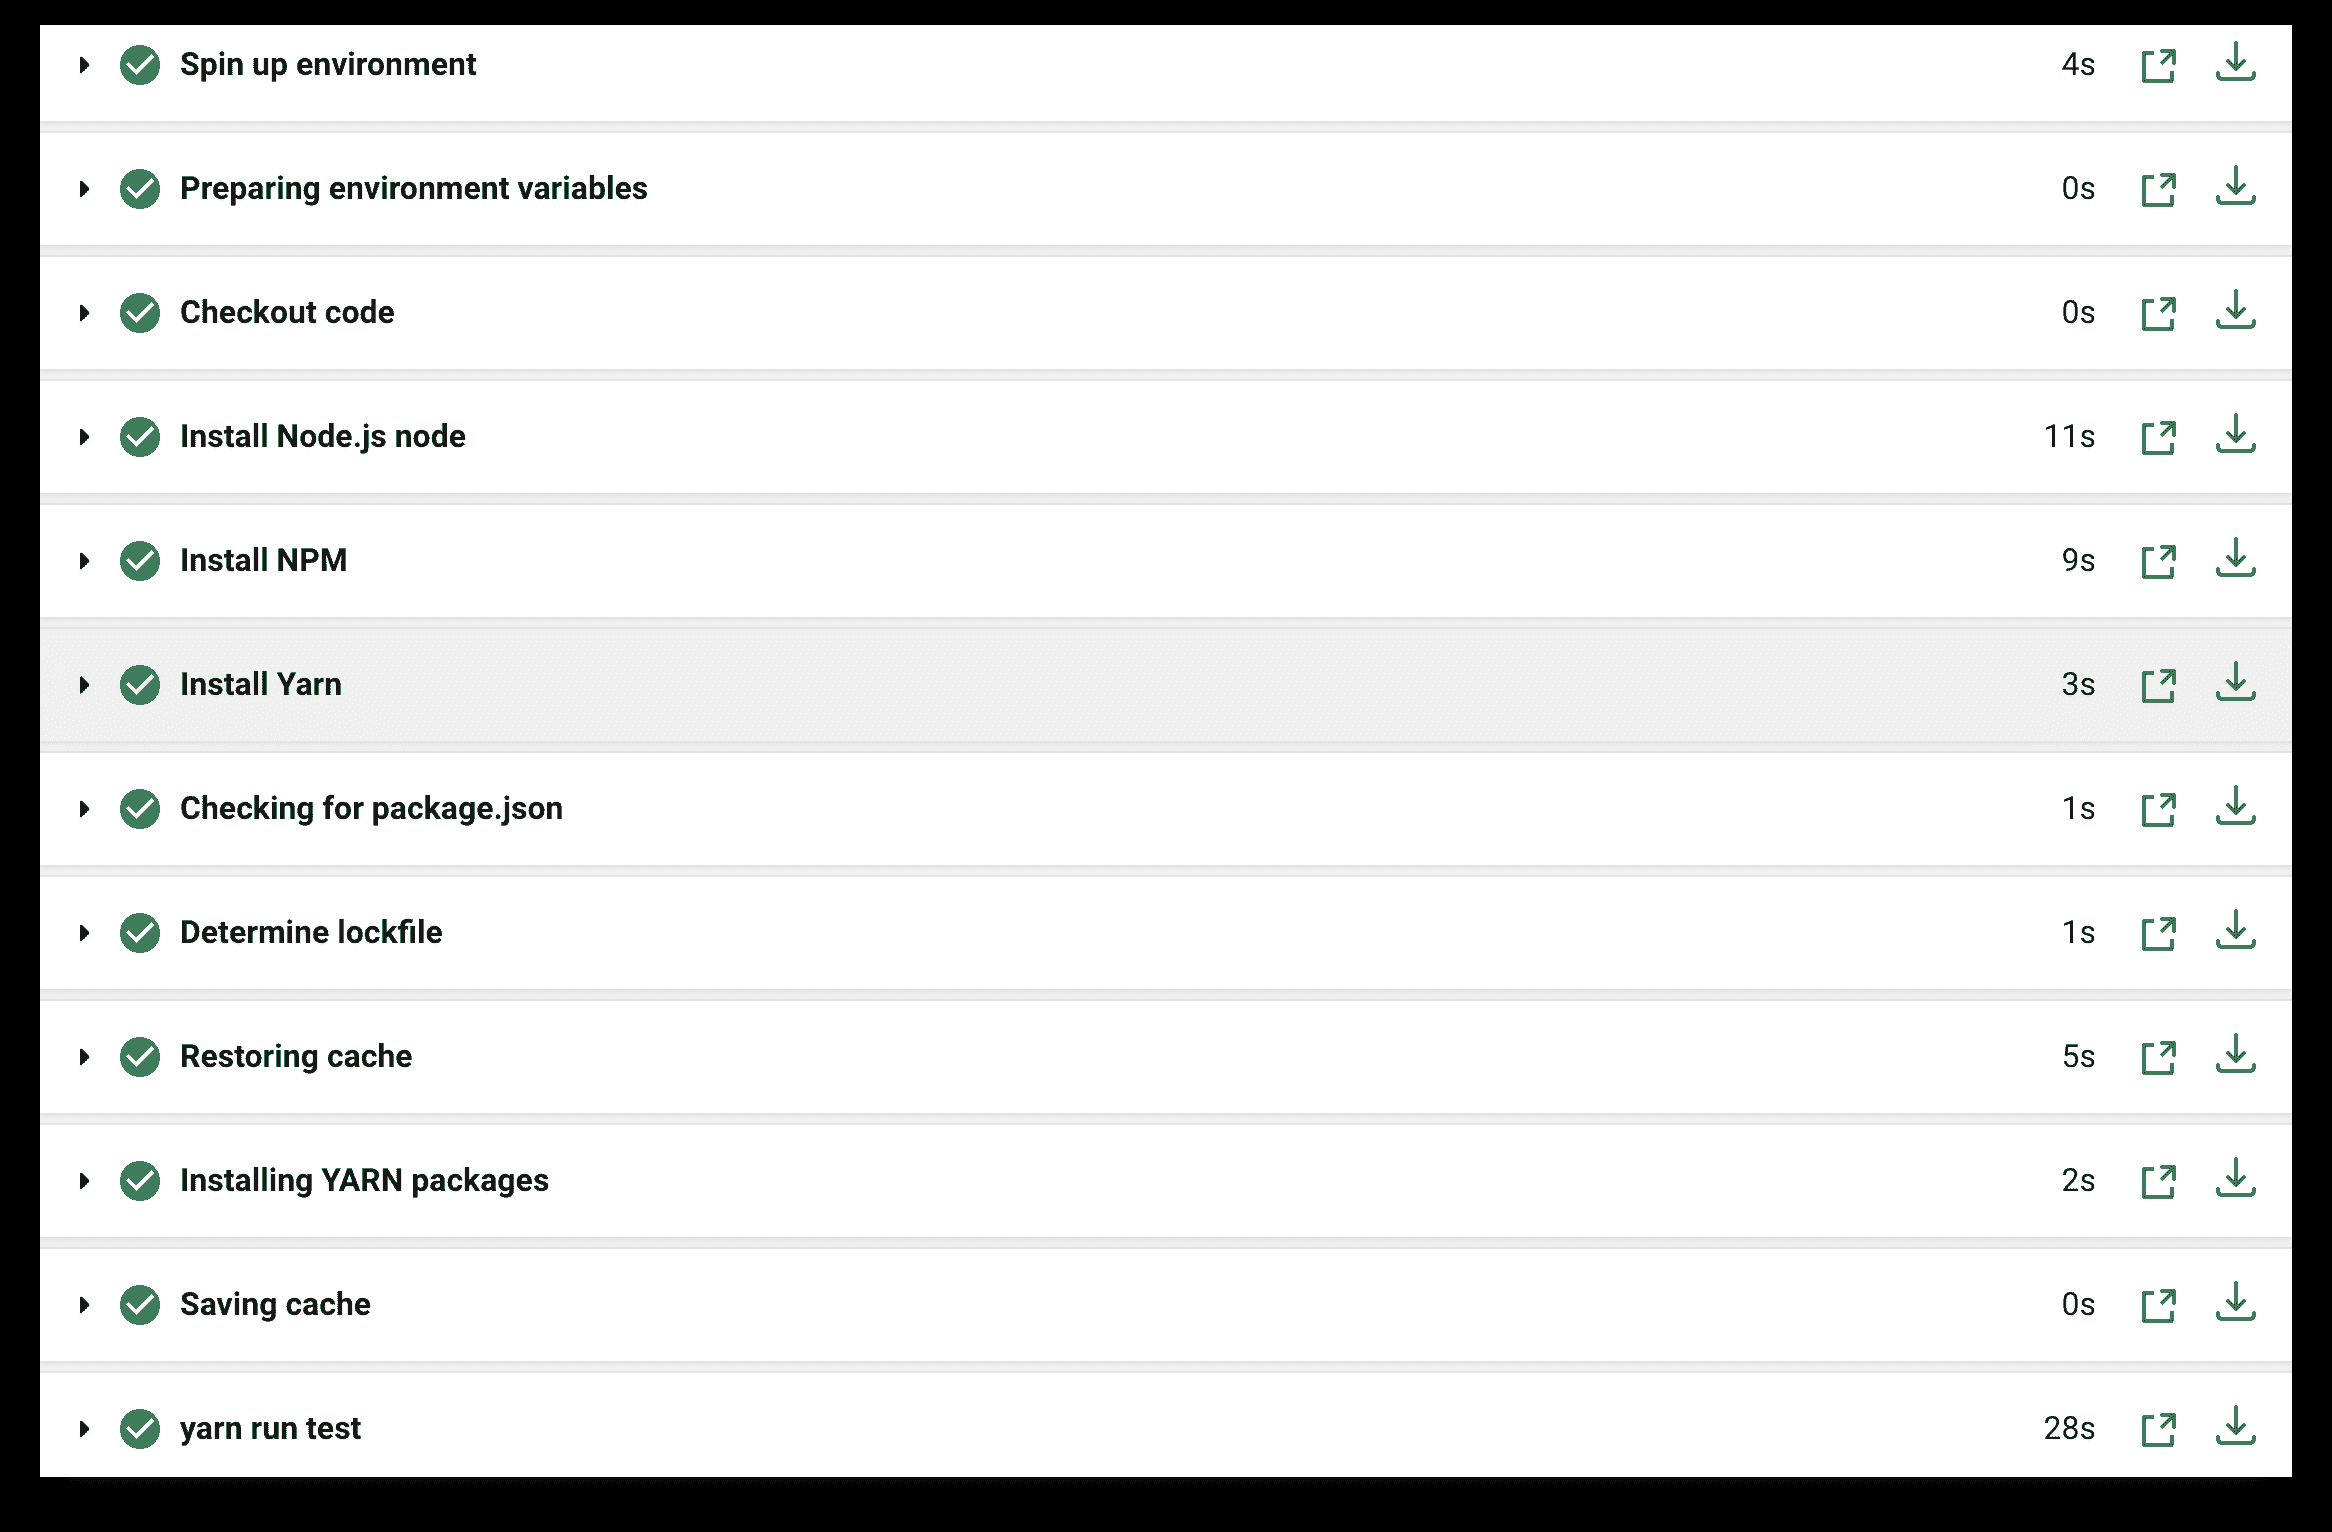 Spin up environment 4s
Preparing environment variables 0s
Checkout code 0s
Install Node.js node 11s
Install NPM 9s
Install Yarn 3s
Checking for package.json 1s
Determine lockfile 1s
Restoring cache 5s
Installing YARN packages 2s
Saving cache 0s
yarn run test 28s